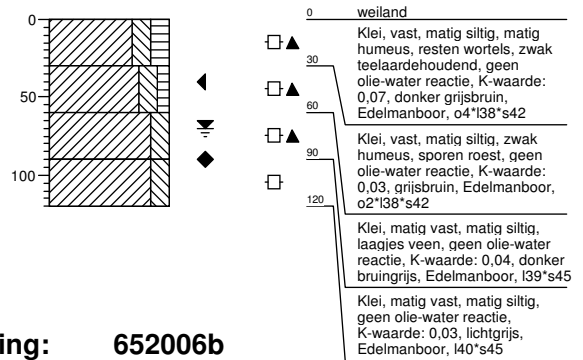 0
50
100
0
30
60
90
120
weiland
Klei, vast, matig siltig, matig
humeus, resten wortels, zwak
teelaardehoudend, geen
olie-water reactie, K-waarde:
0,07, donker grijsbruin,
Edelmanboor, o4*l38*s42
Klei, vast, matig siltig, zwak
humeus, sporen roest, geen
olie-water reactie, K-waarde:
0,03, grijsbruin, Edelmanboor,
o2*l38*s42
Klei, matig vast, matig siltig,
laagjes veen, geen olie-water
reactie, K-waarde: 0,04, donker
bruingrijs, Edelmanboor, l39*s45
Klei, matig vast, matig siltig,
geen olie-water reactie,
K-waarde: 0,03, lichtgrijs,
Edelmanboor, l40*s45
ing: 652006b